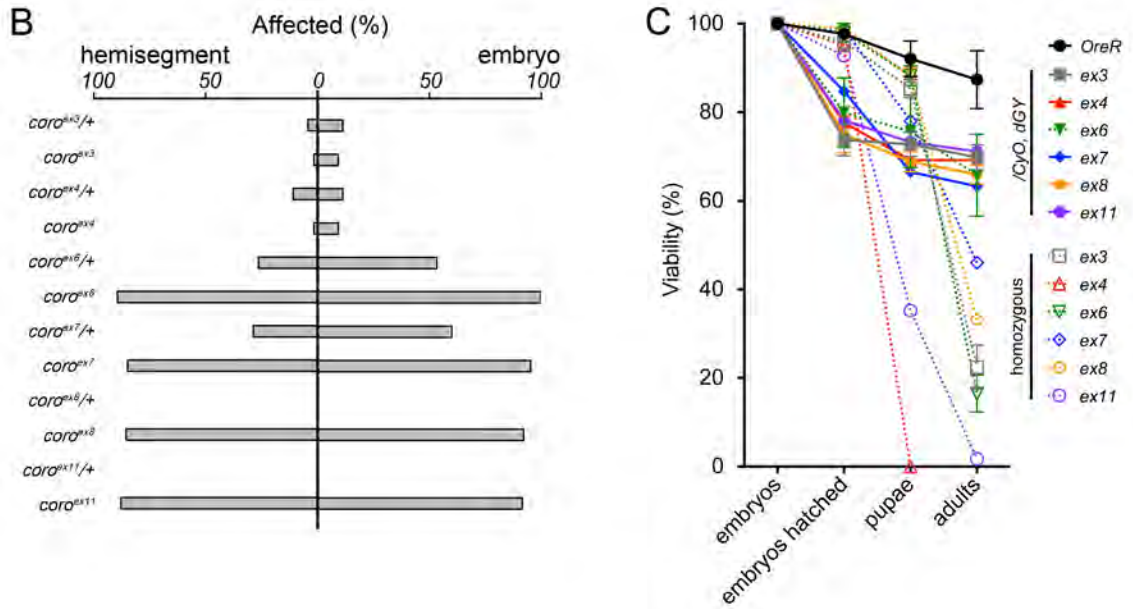 B
Affected (%)
hemisegment embryo
100 50 0 50 100
coro^ex3/+
coro^ex3
coro^ex4/+
coro^ex4
coro^ex6/+
coro^ex6
coro^ex7/+
coro^ex7
coro^ex8/+
coro^ex8
coro^ex11/+
coro^ex11
C
Viability (%)
100
80
60
40
20
0
embryos
embryos hatched
pupae
adults
OreR
/CyO, dGY
ex3
ex4
ex6
ex7
ex8
ex11
homozygous
ex3
ex4
ex6
ex7
ex8
ex11